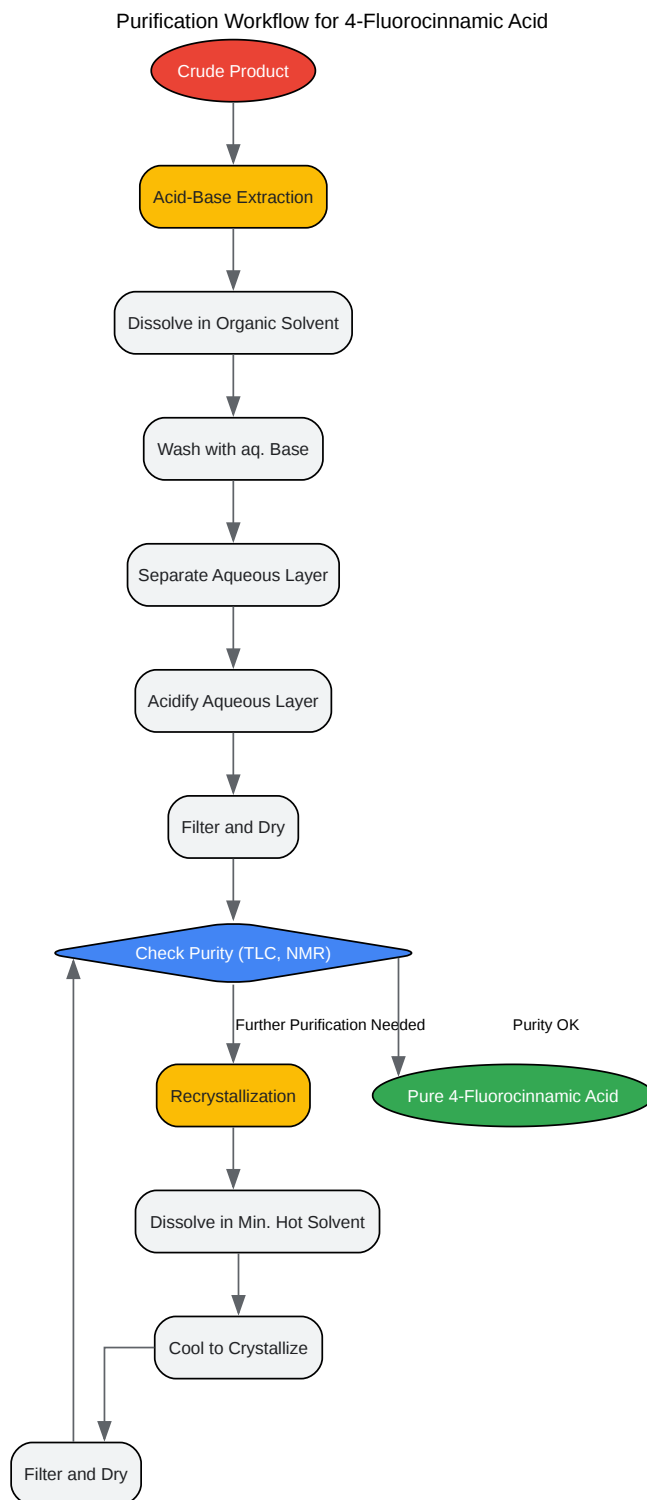 Purification Workflow for 4-Fluorocinnamic Acid
Crude Product
Acid-Base Extraction
Dissolve in Organic Solvent
Wash with aq. Base
Separate Aqueous Layer
Acidify Aqueous Layer
Filter and Dry
Check Purity (TLC, NMR)
Further Purification Needed
Purity OK
Recrystallization
Pure 4-Fluorocinnamic Acid
Dissolve in Min. Hot Solvent
Cool to Crystallize
Filter and Dry